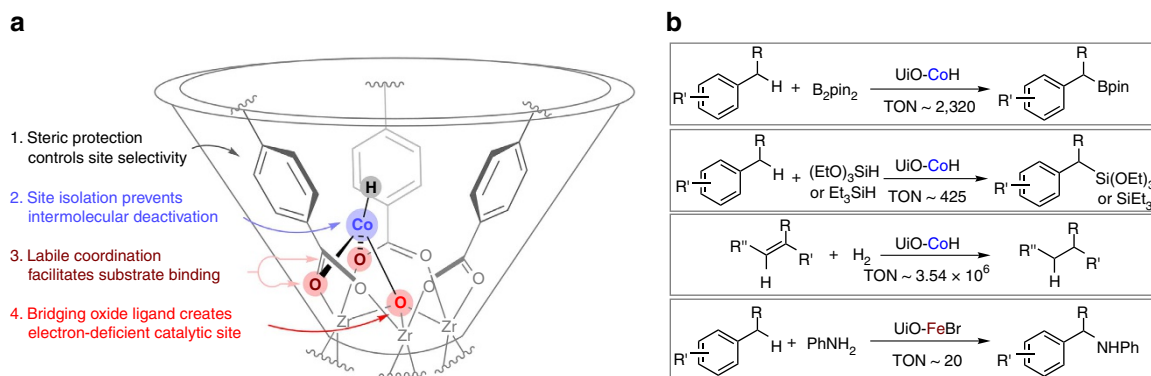 a
1. Steric protection
controls site selectivity
2. Site isolation prevents
intermolecular deactivation
3. Labile coordination
facilitates substrate binding
4. Bridging oxide ligand creates
electron-deficient catalytic site
H
Co
O
O
O
O
O
O
O
Zr
Zr
Zr
b
R
R'
H
+
B₂pin₂
UiO-CoH
TON ~ 2,320
R
R'
Bpin
R
R'
H
+
(EtO)₃SiH
or Et₃SiH
UiO-CoH
TON ~ 425
R
R'
Si(OEt)₃
or SiEt₃
R''
R
H
R'
+ H₂
UiO-CoH
TON ~ 3.54 × 10⁶
R''
R
H
R'
R
R'
H
+
PhNH₂
UiO-FeBr
TON ~ 20
R
R'
NHPh